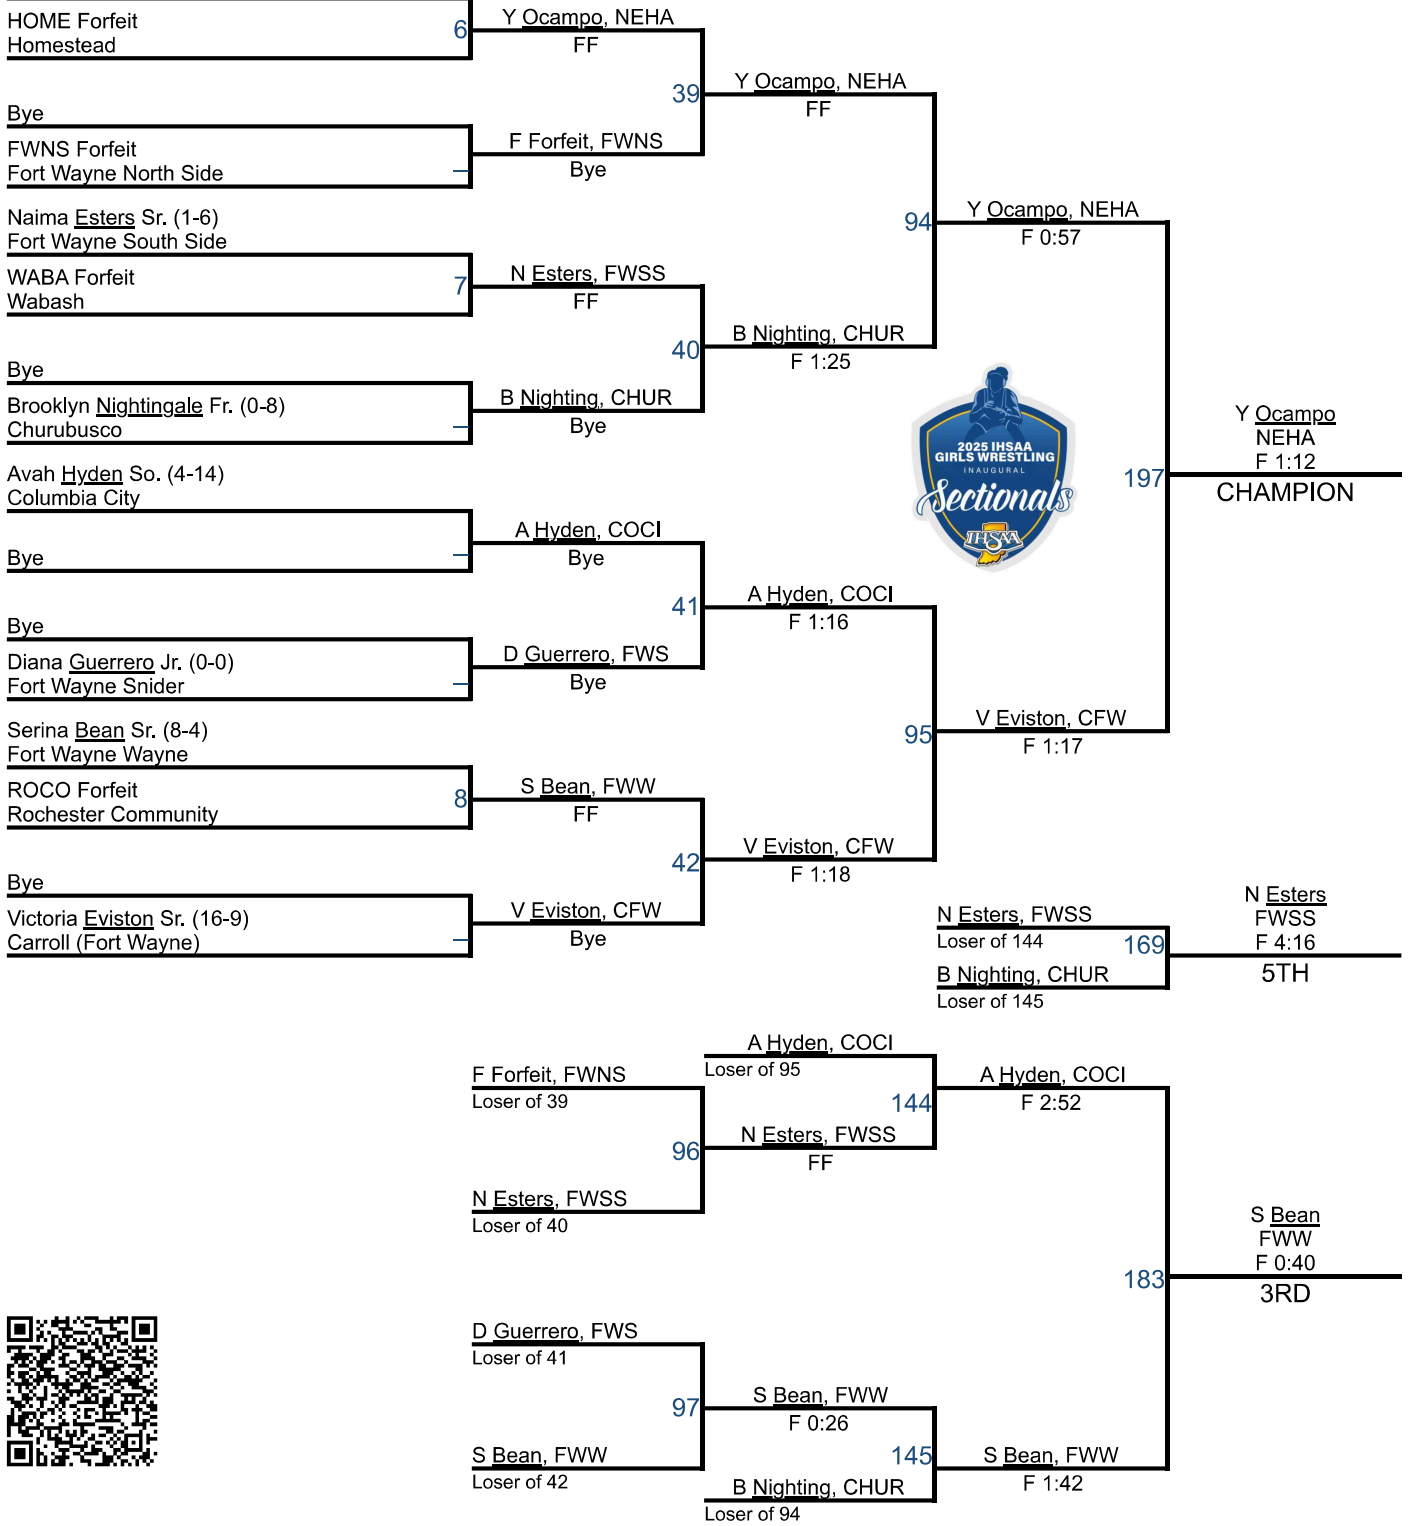 HOME Forfeit
Homestead
6
Y Ocampo, NEHA
FF
Bye
FWNS Forfeit
Fort Wayne North Side
F Forfeit, FWNS
Bye
39
Y Ocampo, NEHA
FF
Naima Esters Sr. (1-6)
Fort Wayne South Side
WABA Forfeit
Wabash
7
N Esters, FWSS
FF
Bye
Brooklyn Nightingale Fr. (0-8)
Churubusco
B Nighting, CHUR
Bye
40
B Nighting, CHUR
F 1:25
94
Y Ocampo, NEHA
F 0:57
Avah Hyden So. (4-14)
Columbia City
Bye
A Hyden, COCI
Bye
Bye
Diana Guerrero Jr. (0-0)
Fort Wayne Snider
D Guerrero, FWS
Bye
41
A Hyden, COCI
F 1:16
Serina Bean Sr. (8-4)
Fort Wayne Wayne
ROCO Forfeit
Rochester Community
8
S Bean, FWW
FF
Bye
Victoria Eviston Sr. (16-9)
Carroll (Fort Wayne)
V Eviston, CFW
Bye
42
V Eviston, CFW
F 1:18
95
V Eviston, CFW
F 1:17
2025 IHSAA
GIRLS WRESTLING
INAUGURAL
Sectionals
IHSAA
197
Y Ocampo
NEHA
F 1:12
CHAMPION
N Esters, FWSS
Loser of 144
B Nighting, CHUR
Loser of 145
169
N Esters
FWSS
F 4:16
5TH
F Forfeit, FWNS
Loser of 39
N Esters, FWSS
Loser of 40
96
A Hyden, COCI
Loser of 95
N Esters, FWSS
FF
144
A Hyden, COCI
F 2:52
D Guerrero, FWS
Loser of 41
S Bean, FWW
Loser of 42
97
S Bean, FWW
F 0:26
B Nighting, CHUR
Loser of 94
145
S Bean, FWW
F 1:42
183
S Bean
FWW
F 0:40
3RD